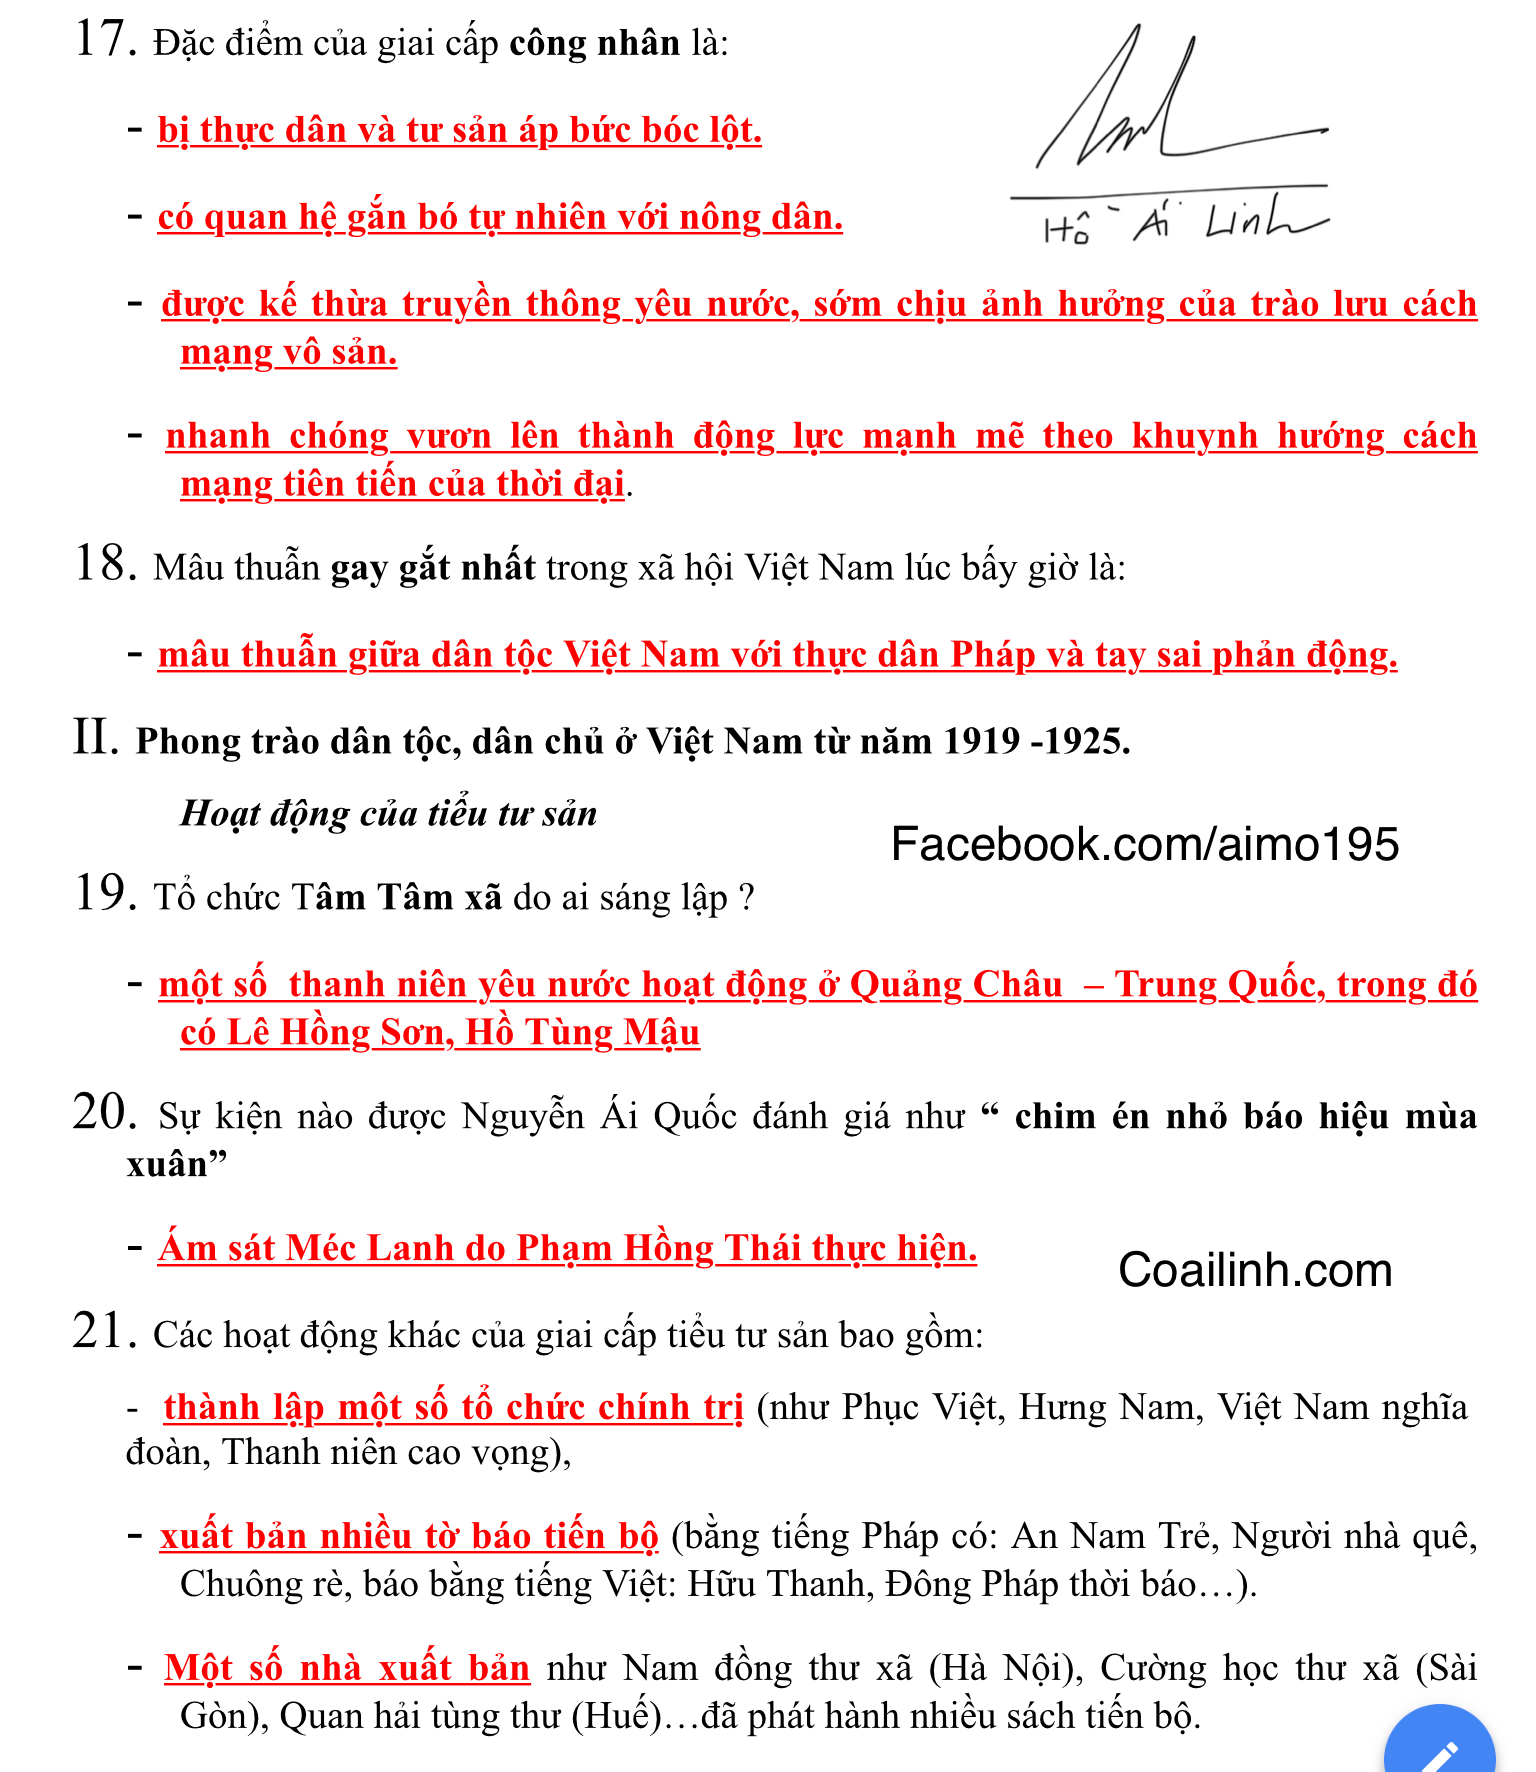 17. Đặc điểm của giai cấp công nhân là:
- bị thực dân và tư sản áp bức bóc lột.
- có quan hệ gắn bó tự nhiên với nông dân.
Hồ Ái Linh
- được kế thừa truyền thông yêu nước, sớm chịu ảnh hưởng của trào lưu cách
mạng vô sản.
- nhanh chóng vươn lên thành động lực mạnh mẽ theo khuynh hướng cách
mạng tiên tiến của thời đại.
18. Mâu thuẫn gay gắt nhất trong xã hội Việt Nam lúc bấy giờ là:
- mâu thuẫn giữa dân tộc Việt Nam với thực dân Pháp và tay sai phản động.
II. Phong trào dân tộc, dân chủ ở Việt Nam từ năm 1919 -1925.
Hoạt động của tiểu tư sản
Facebook.com/aimo195
19. Tổ chức Tâm Tâm xã do ai sáng lập ?
- một số thanh niên yêu nước hoạt động ở Quảng Châu – Trung Quốc, trong đó
có Lê Hồng Sơn, Hồ Tùng Mậu
20. Sự kiện nào được Nguyễn Ái Quốc đánh giá như “ chim én nhỏ báo hiệu mùa
xuân”
- Ám sát Méc Lanh do Phạm Hồng Thái thực hiện.
Coailinh.com
21. Các hoạt động khác của giai cấp tiểu tư sản bao gồm:
- thành lập một số tổ chức chính trị (như Phục Việt, Hưng Nam, Việt Nam nghĩa
đoàn, Thanh niên cao vọng),
- xuất bản nhiều tờ báo tiến bộ (bằng tiếng Pháp có: An Nam Trẻ, Người nhà quê,
Chuông rè, báo bằng tiếng Việt: Hữu Thanh, Đông Pháp thời báo…).
- Một số nhà xuất bản như Nam đồng thư xã (Hà Nội), Cường học thư xã (Sài
Gòn), Quan hải tùng thư (Huế)…đã phát hành nhiều sách tiến bộ.